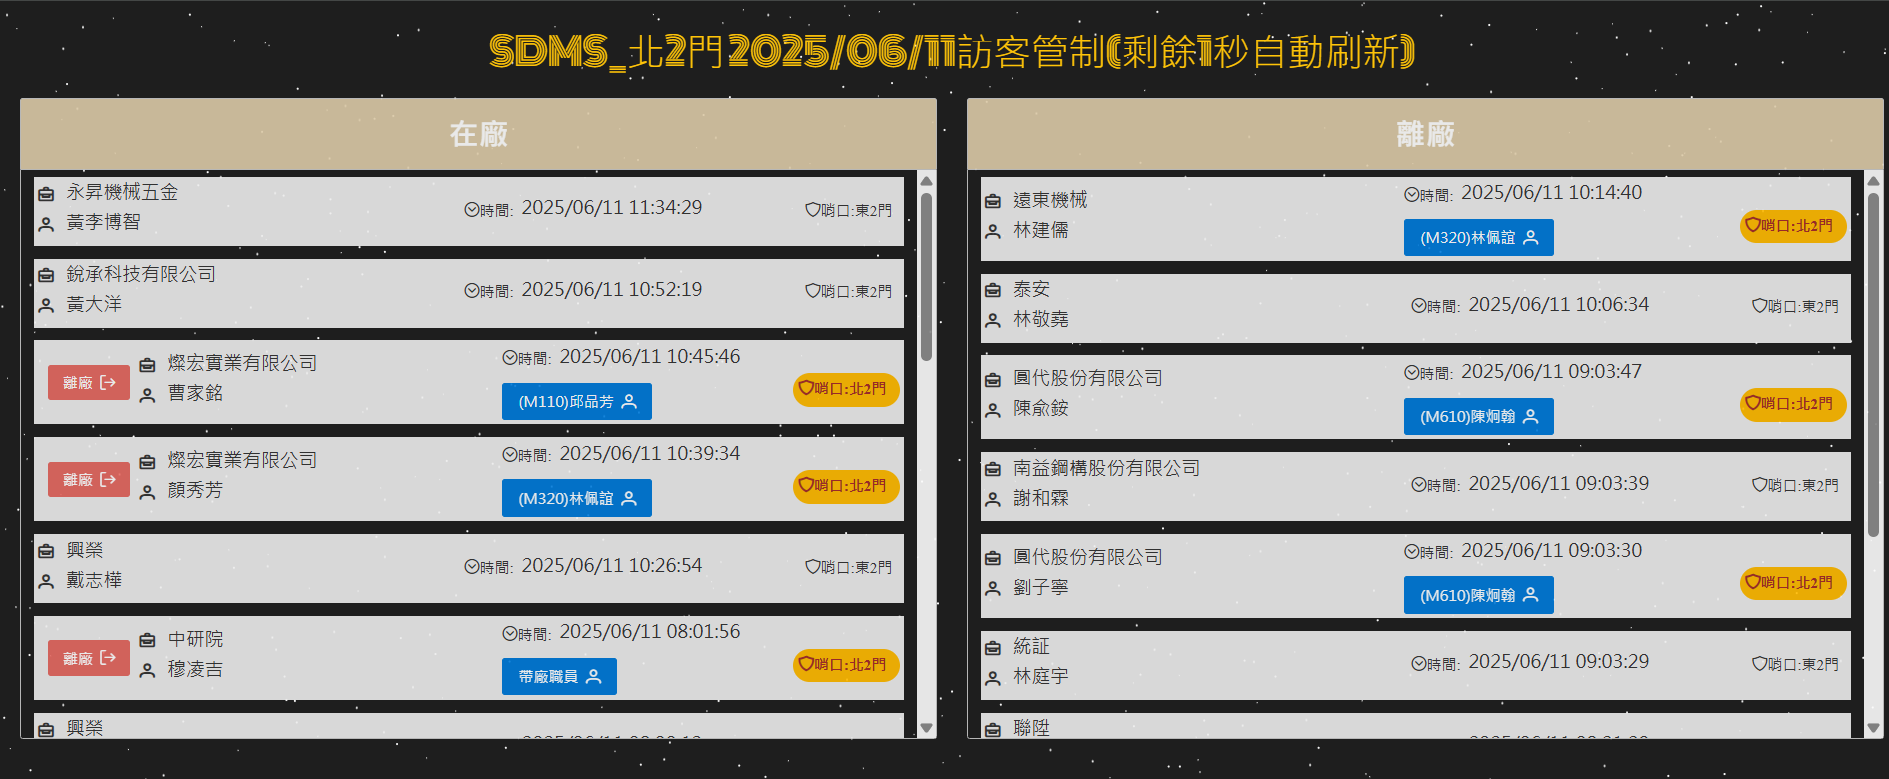 SDMS_北2門 2025/06/11訪客管制(剩餘1秒自動刷新)
在廠
永昇機械五金
黃李博智
時間: 2025/06/11 11:34:29
哨口:東2門
銳承科技有限公司
黃大洋
時間: 2025/06/11 10:52:19
哨口:東2門
離廠
燦宏實業有限公司
曹家銘
時間: 2025/06/11 10:45:46
(M110)邱品芳
哨口:北2門
離廠
燦宏實業有限公司
顏秀芳
時間: 2025/06/11 10:39:34
(M320)林佩誼
哨口:北2門
興榮
戴志樺
時間: 2025/06/11 10:26:54
哨口:東2門
離廠
中研院
穆凌吉
時間: 2025/06/11 08:01:56
帶廠職員
哨口:北2門
興榮
離廠
遠東機械
林建儒
時間: 2025/06/11 10:14:40
(M320)林佩誼
哨口:北2門
泰安
林敬堯
時間: 2025/06/11 10:06:34
哨口:東2門
圓代股份有限公司
陳俞銨
時間: 2025/06/11 09:03:47
(M610)陳炯翰
哨口:北2門
南益鋼構股份有限公司
謝和霖
時間: 2025/06/11 09:03:39
哨口:東2門
圓代股份有限公司
劉子寧
時間: 2025/06/11 09:03:30
(M610)陳炯翰
哨口:北2門
統証
林庭宇
時間: 2025/06/11 09:03:29
哨口:東2門
聯陞